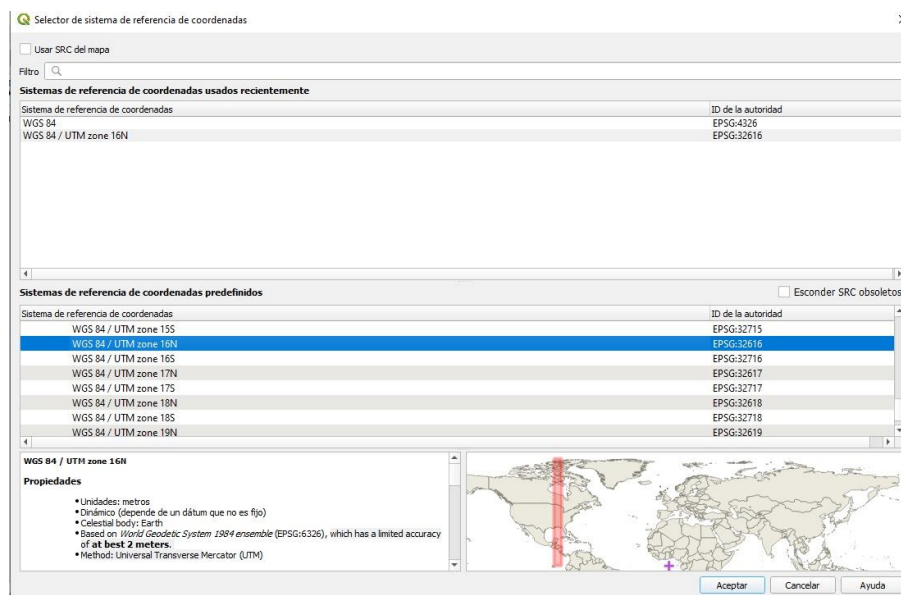 Selector de sistema de referencia de coordenadas
Usar SRC del mapa
Filtro
Sistemas de referencia de coordenadas usados recientemente
Sistema de referencia de coordenadas ID de la autoridad
WGS 84 EPSG:4326
WGS 84 / UTM zone 16N EPSG:32616
Sistemas de referencia de coordenadas predefinidos Esconder SRC obsoletos
Sistema de referencia de coordenadas ID de la autoridad
WGS 84 / UTM zone 15S EPSG:32715
WGS 84 / UTM zone 16N EPSG:32616
WGS 84 / UTM zone 16S EPSG:32716
WGS 84 / UTM zone 17N EPSG:32617
WGS 84 / UTM zone 17S EPSG:32717
WGS 84 / UTM zone 18N EPSG:32618
WGS 84 / UTM zone 18S EPSG:32718
WGS 84 / UTM zone 19N EPSG:32619
WGS 84 / UTM zone 16N
Propiedades
• Unidades: metros
• Dinámico (depende de un dátum que no es fijo)
• Celestial body: Earth
• Based on World Geodetic System 1984 ensemble (EPSG:6326), which has a limited accuracy
of at best 2 meters.
• Method: Universal Transverse Mercator (UTM)
Aceptar Cancelar Ayuda